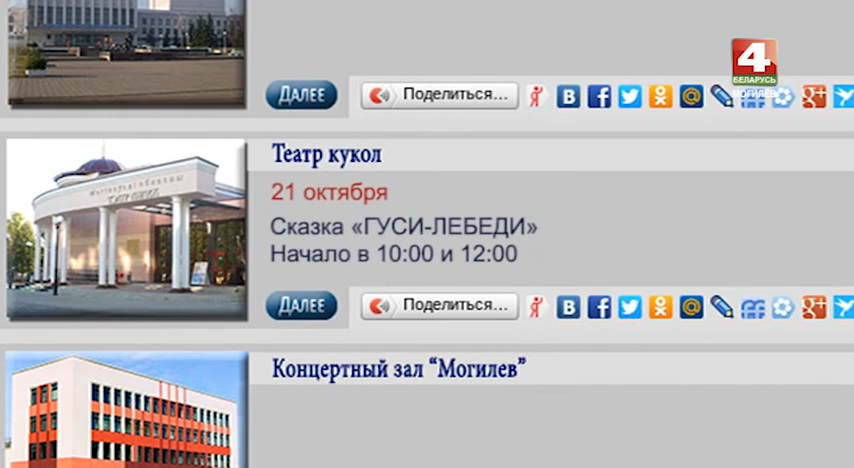 4
БЕЛАРУСЬ
МОГИЛЕВ
ДАЛЕЕ
Поделиться...
Театр кукол
21 октября
Сказка «ГУСИ-ЛЕБЕДИ»
Начало в 10:00 и 12:00
ДАЛЕЕ
Поделиться...
Концертный зал “Могилев”